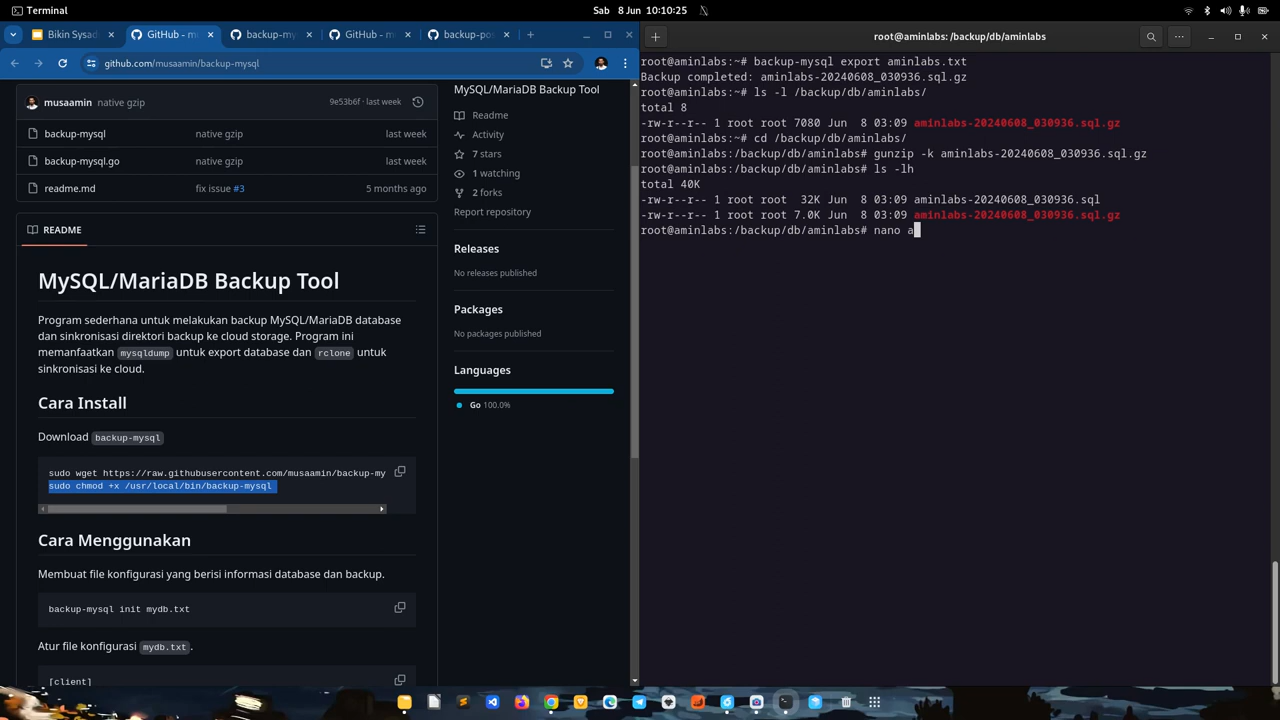 Terminal
Sab 8 Jun 10:10:25
Bikin Sysad
GitHub - m
backup-my
GitHub - m
backup-pos
github.com/musaamin/backup-mysql
musaamin native gzip 9e53b6f · last week
backup-mysql native gzip last week
backup-mysql.go native gzip last week
readme.md fix issue #3 5 months ago
README
MySQL/MariaDB Backup Tool
Program sederhana untuk melakukan backup MySQL/MariaDB database
dan sinkronisasi direktori backup ke cloud storage. Program ini
memanfaatkan mysqldump untuk export database dan rclone untuk
sinkronisasi ke cloud.
Cara Install
Download backup-mysql
sudo wget https://raw.githubusercontent.com/musaamin/backup-my
sudo chmod +x /usr/local/bin/backup-mysql
Cara Menggunakan
Membuat file konfigurasi yang berisi informasi database dan backup.
backup-mysql init mydb.txt
Atur file konfigurasi mydb.txt.
[client]
MySQL/MariaDB Backup Tool
Readme
Activity
7 stars
1 watching
2 forks
Report repository
Releases
No releases published
Packages
No packages published
Languages
Go 100.0%
root@aminlabs: /backup/db/aminlabs
root@aminlabs:~# backup-mysql export aminlabs.txt
Backup completed: aminlabs-20240608_030936.sql.gz
root@aminlabs:~# ls -l /backup/db/aminlabs/
total 8
-rw-r--r-- 1 root root 7080 Jun  8 03:09 aminlabs-20240608_030936.sql.gz
root@aminlabs:~# cd /backup/db/aminlabs/
root@aminlabs:/backup/db/aminlabs# gunzip -k aminlabs-20240608_030936.sql.gz
root@aminlabs:/backup/db/aminlabs# ls -lh
total 40K
-rw-r--r-- 1 root root  32K Jun  8 03:09 aminlabs-20240608_030936.sql
-rw-r--r-- 1 root root 7.0K Jun  8 03:09 aminlabs-20240608_030936.sql.gz
root@aminlabs:/backup/db/aminlabs# nano a